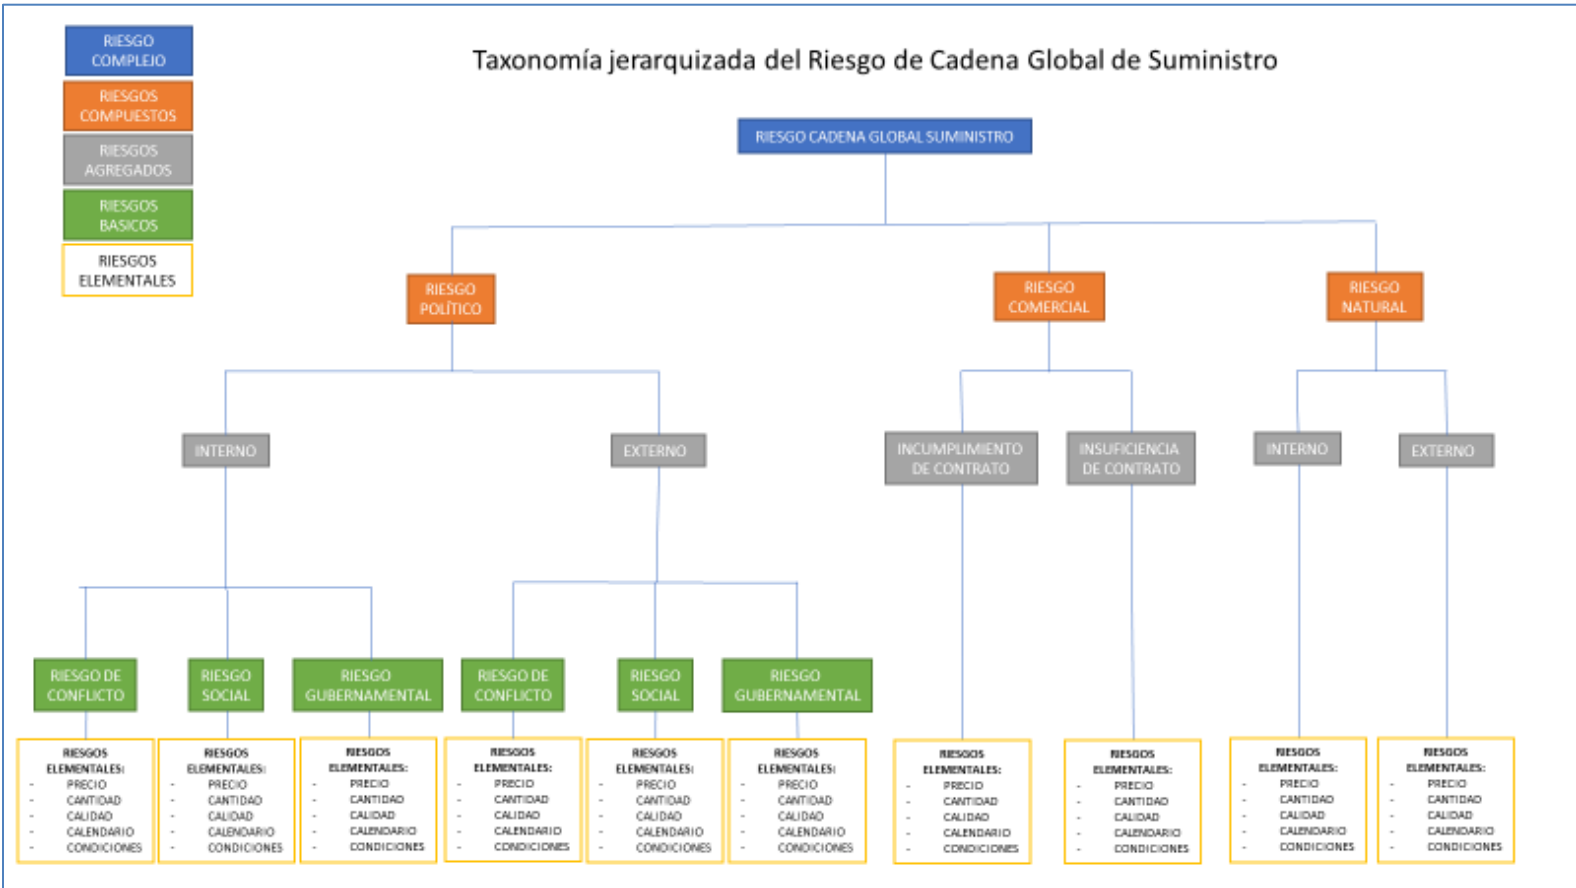 RIESGO
COMPLEJO
RIESGOS
COMPUESTOS
RIESGOS
AGREGADOS
RIESGOS
BASICOS
RIESGOS
ELEMENTALES
Taxonomía jerarquizada del Riesgo de Cadena Global de Suministro
RIESGO CADENA GLOBAL SUMINISTRO
RIESGO
POLÍTICO
RIESGO
COMERCIAL
RIESGO
NATURAL
INTERNO
EXTERNO
INCUMPLIMIENTO
DE CONTRATO
INSUFICIENCIA
DE CONTRATO
INTERNO
EXTERNO
RIESGO DE
CONFLICTO
RIESGO
SOCIAL
RIESGO
GUBERNAMENTAL
RIESGO DE
CONFLICTO
RIESGO
SOCIAL
RIESGO
GUBERNAMENTAL
RIESGOS
ELEMENTALES:
- PRECIO
- CANTIDAD
- CALIDAD
- CALENDARIO
- CONDICIONES
RIESGOS
ELEMENTALES:
- PRECIO
- CANTIDAD
- CALIDAD
- CALENDARIO
- CONDICIONES
RIESGOS
ELEMENTALES:
- PRECIO
- CANTIDAD
- CALIDAD
- CALENDARIO
- CONDICIONES
RIESGOS
ELEMENTALES:
- PRECIO
- CANTIDAD
- CALIDAD
- CALENDARIO
- CONDICIONES
RIESGOS
ELEMENTALES:
- PRECIO
- CANTIDAD
- CALIDAD
- CALENDARIO
- CONDICIONES
RIESGOS
ELEMENTALES:
- PRECIO
- CANTIDAD
- CALIDAD
- CALENDARIO
- CONDICIONES
RIESGOS
ELEMENTALES:
- PRECIO
- CANTIDAD
- CALIDAD
- CALENDARIO
- CONDICIONES
RIESGOS
ELEMENTALES:
- PRECIO
- CANTIDAD
- CALIDAD
- CALENDARIO
- CONDICIONES
RIESGOS
ELEMENTALES:
- PRECIO
- CANTIDAD
- CALIDAD
- CALENDARIO
- CONDICIONES
RIESGOS
ELEMENTALES:
- PRECIO
- CANTIDAD
- CALIDAD
- CALENDARIO
- CONDICIONES